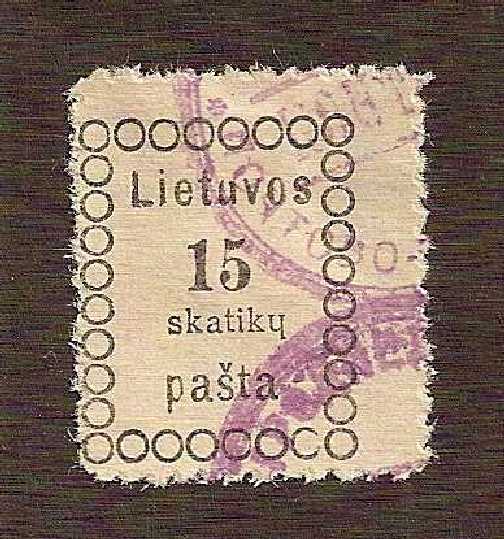 Lietuvos
15
skatikų
pašta